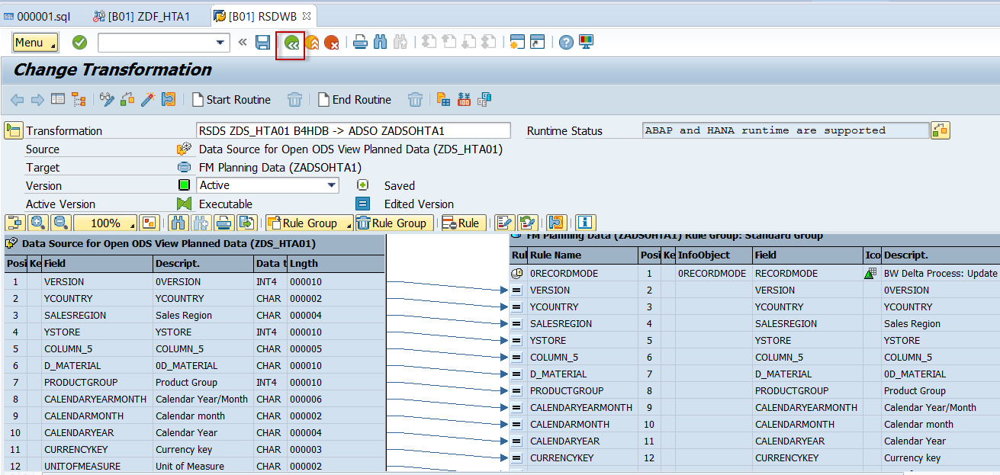 SQL 000001.sql [B01] ZDF_HTA1 [B01] RSDWB
Menu
Change Transformation
Start Routine End Routine
Transformation RSDS ZDS_HTA01 B4HDB -> ADSO ZADSOHTA1 Runtime Status ABAP and HANA runtime are supported
Source Data Source for Open ODS View Planned Data (ZDS_HTA01)
Target FM Planning Data (ZADSOHTA1)
Version Active Saved
Active Version Executable Edited Version
100% Rule Group Rule Group Rule
Data Source for Open ODS View Planned Data (ZDS_HTA01)
Posi Ke Field Descript. Data t Lngth
1 VERSION 0VERSION INT4 000010
2 YCOUNTRY YCOUNTRY CHAR 000002
3 SALESREGION Sales Region CHAR 000004
4 YSTORE YSTORE INT4 000010
5 COLUMN_5 COLUMN_5 CHAR 000005
6 D_MATERIAL 0D_MATERIAL CHAR 000010
7 PRODUCTGROUP Product Group INT4 000010
8 CALENDARYEARMONTH Calendar Year/Month CHAR 000006
9 CALENDARMONTH Calendar month CHAR 000002
10 CALENDARYEAR Calendar Year CHAR 000004
11 CURRENCYKEY Currency key CHAR 000003
12 UNITOFMEASURE Unit of Measure CHAR 000002
FM Planning Data (ZADSOHTA1) Rule Group: Standard Group
Rul Rule Name Posi Ke InfoObject Field Ico Descript.
0RECORDMODE 1 0RECORDMODE RECORDMODE BW Delta Process: Update
VERSION 2 VERSION 0VERSION
YCOUNTRY 3 YCOUNTRY YCOUNTRY
SALESREGION 4 SALESREGION Sales Region
YSTORE 5 YSTORE YSTORE
COLUMN_5 6 COLUMN_5 COLUMN_5
D_MATERIAL 7 D_MATERIAL 0D_MATERIAL
PRODUCTGROUP 8 PRODUCTGROUP Product Group
CALENDARYEARMONTH 9 CALENDARYEARMONTH Calendar Year/Month
CALENDARMONTH 10 CALENDARMONTH Calendar month
CALENDARYEAR 11 CALENDARYEAR Calendar Year
CURRENCYKEY 12 CURRENCYKEY Currency key